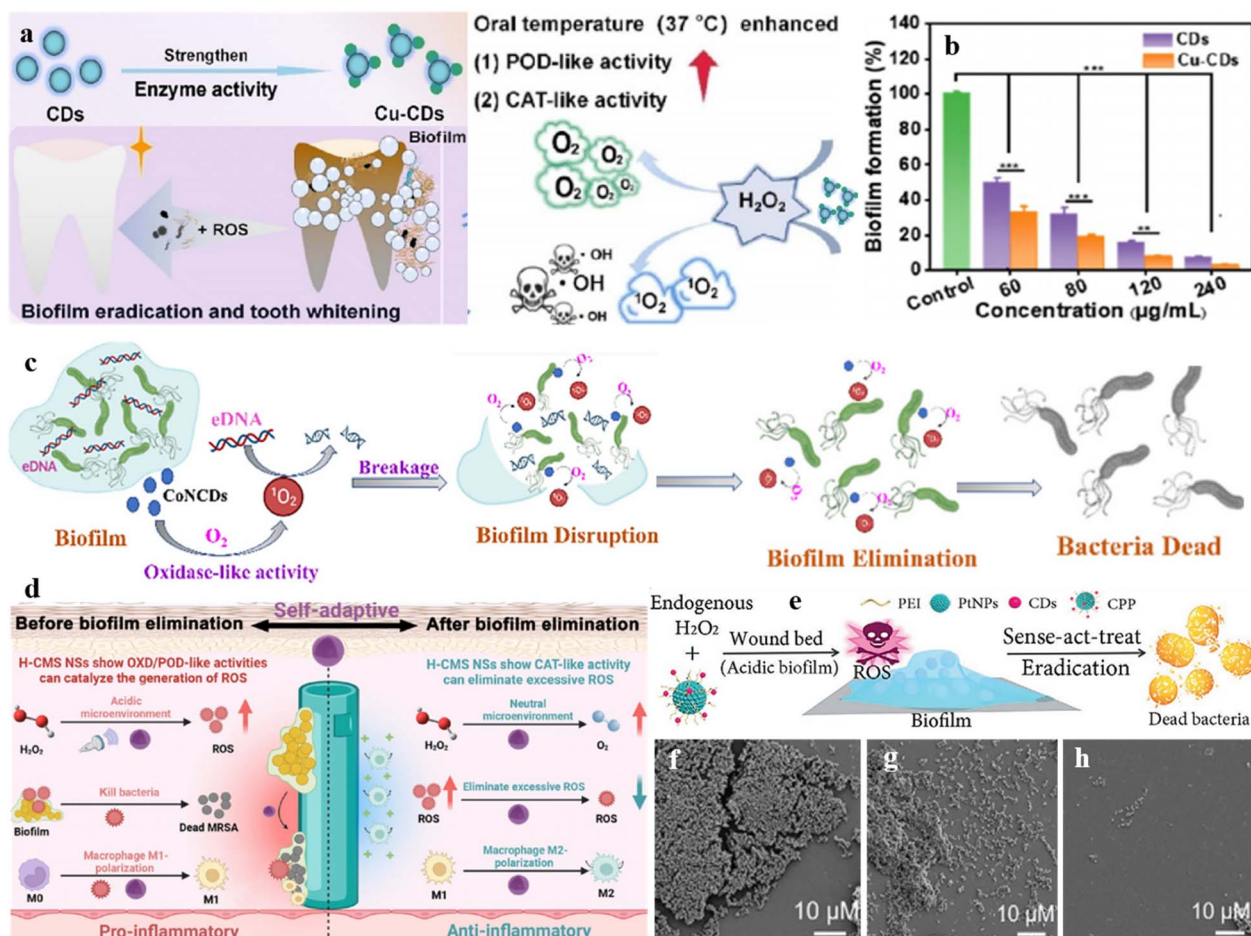 a
CDs
Strengthen
Enzyme activity
Cu-CDs
Biofilm
+ ROS
Biofilm eradication and tooth whitening
Oral temperature (37 °C) enhanced
(1) POD-like activity
(2) CAT-like activity
O2
O2
O2
O2
O2
H2O2
· OH
· OH
· OH
1O2
1O2
b
Biofilm formation (%)
140
120
100
80
60
40
20
0
CDs
Cu-CDs
***
***
***
**
Control
60
80
120
240
Concentration (µg/mL)
c
eDNA
CoNCDs
Biofilm
eDNA
1O2
O2
Oxidase-like activity
Breakage
O2
O2
O2
O2
Biofilm Disruption
O2
O2
O2
O2
Biofilm Elimination
Bacteria Dead
d
Self-adaptive
Before biofilm elimination
After biofilm elimination
H-CMS NSs show OXD/POD-like activities
can catalyze the generation of ROS
H-CMS NSs show CAT-like activity
can eliminate excessive ROS
Acidic
microenvironment
H2O2
ROS
Kill bacteria
Biofilm
Dead MRSA
Macrophage M1-
polarization
M0
M1
Pro-inflammatory
Neutral
microenvironment
H2O2
O2
Eliminate excessive ROS
ROS
ROS
Macrophage M2-
polarization
M1
M2
Anti-inflammatory
e
PEI
PtNPs
CDs
CPP
Endogenous
H2O2
+
Wound bed
(Acidic biofilm)
ROS
Biofilm
Sense-act-treat
Eradication
Dead bacteria
f
10 µM
g
10 µM
h
10 µM